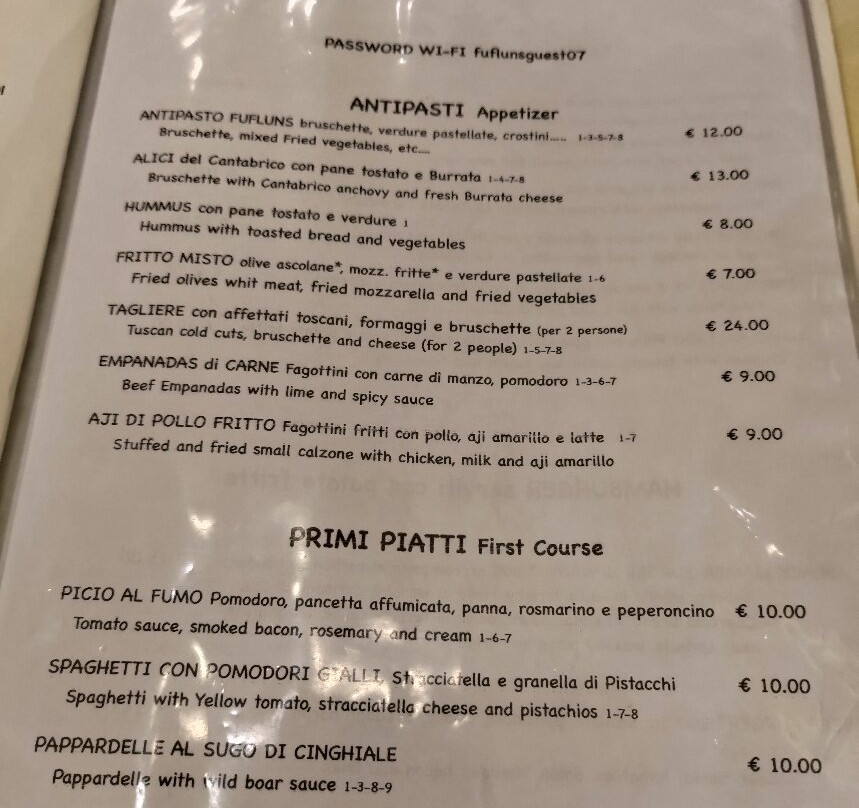 PASSWORD WI-FI fuflunsguest07
ANTIPASTI Appetizer
ANTIPASTO FUFLUNS bruschette, verdure pastellate, crostini..... 1-3-5-7-8 € 12.00
Bruschette, mixed Fried vegetables, etc....
ALICI del Cantabrico con pane tostato e Burrata 1-4-7-8 € 13.00
Bruschette with Cantabrico anchovy and fresh Burrata cheese
HUMMUS con pane tostato e verdure 1 € 8.00
Hummus with toasted bread and vegetables
FRITTO MISTO olive ascolane*, mozz. fritte* e verdure pastellate 1-6 € 7.00
Fried olives whit meat, fried mozzarella and fried vegetables
TAGLIERE con affettati toscani, formaggi e bruschette (per 2 persone) € 24.00
Tuscan cold cuts, bruschette and cheese (for 2 people) 1-5-7-8
EMPANADAS di CARNE Fagottini con carne di manzo, pomodoro 1-3-6-7 € 9.00
Beef Empanadas with lime and spicy sauce
AJI DI POLLO FRITTO Fagottini fritti con pollo, aji amarillo e latte 1-7 € 9.00
Stuffed and fried small calzone with chicken, milk and aji amarillo
PRIMI PIATTI First Course
PICIO AL FUMO Pomodoro, pancetta affumicata, panna, rosmarino e peperoncino € 10.00
Tomato sauce, smoked bacon, rosemary and cream 1-6-7
SPAGHETTI CON POMODORI GIALLI, Stracciatella e granella di Pistacchi € 10.00
Spaghetti with Yellow tomato, stracciatella cheese and pistachios 1-7-8
PAPPARDELLE AL SUGO DI CINGHIALE € 10.00
Pappardelle with wild boar sauce 1-3-8-9